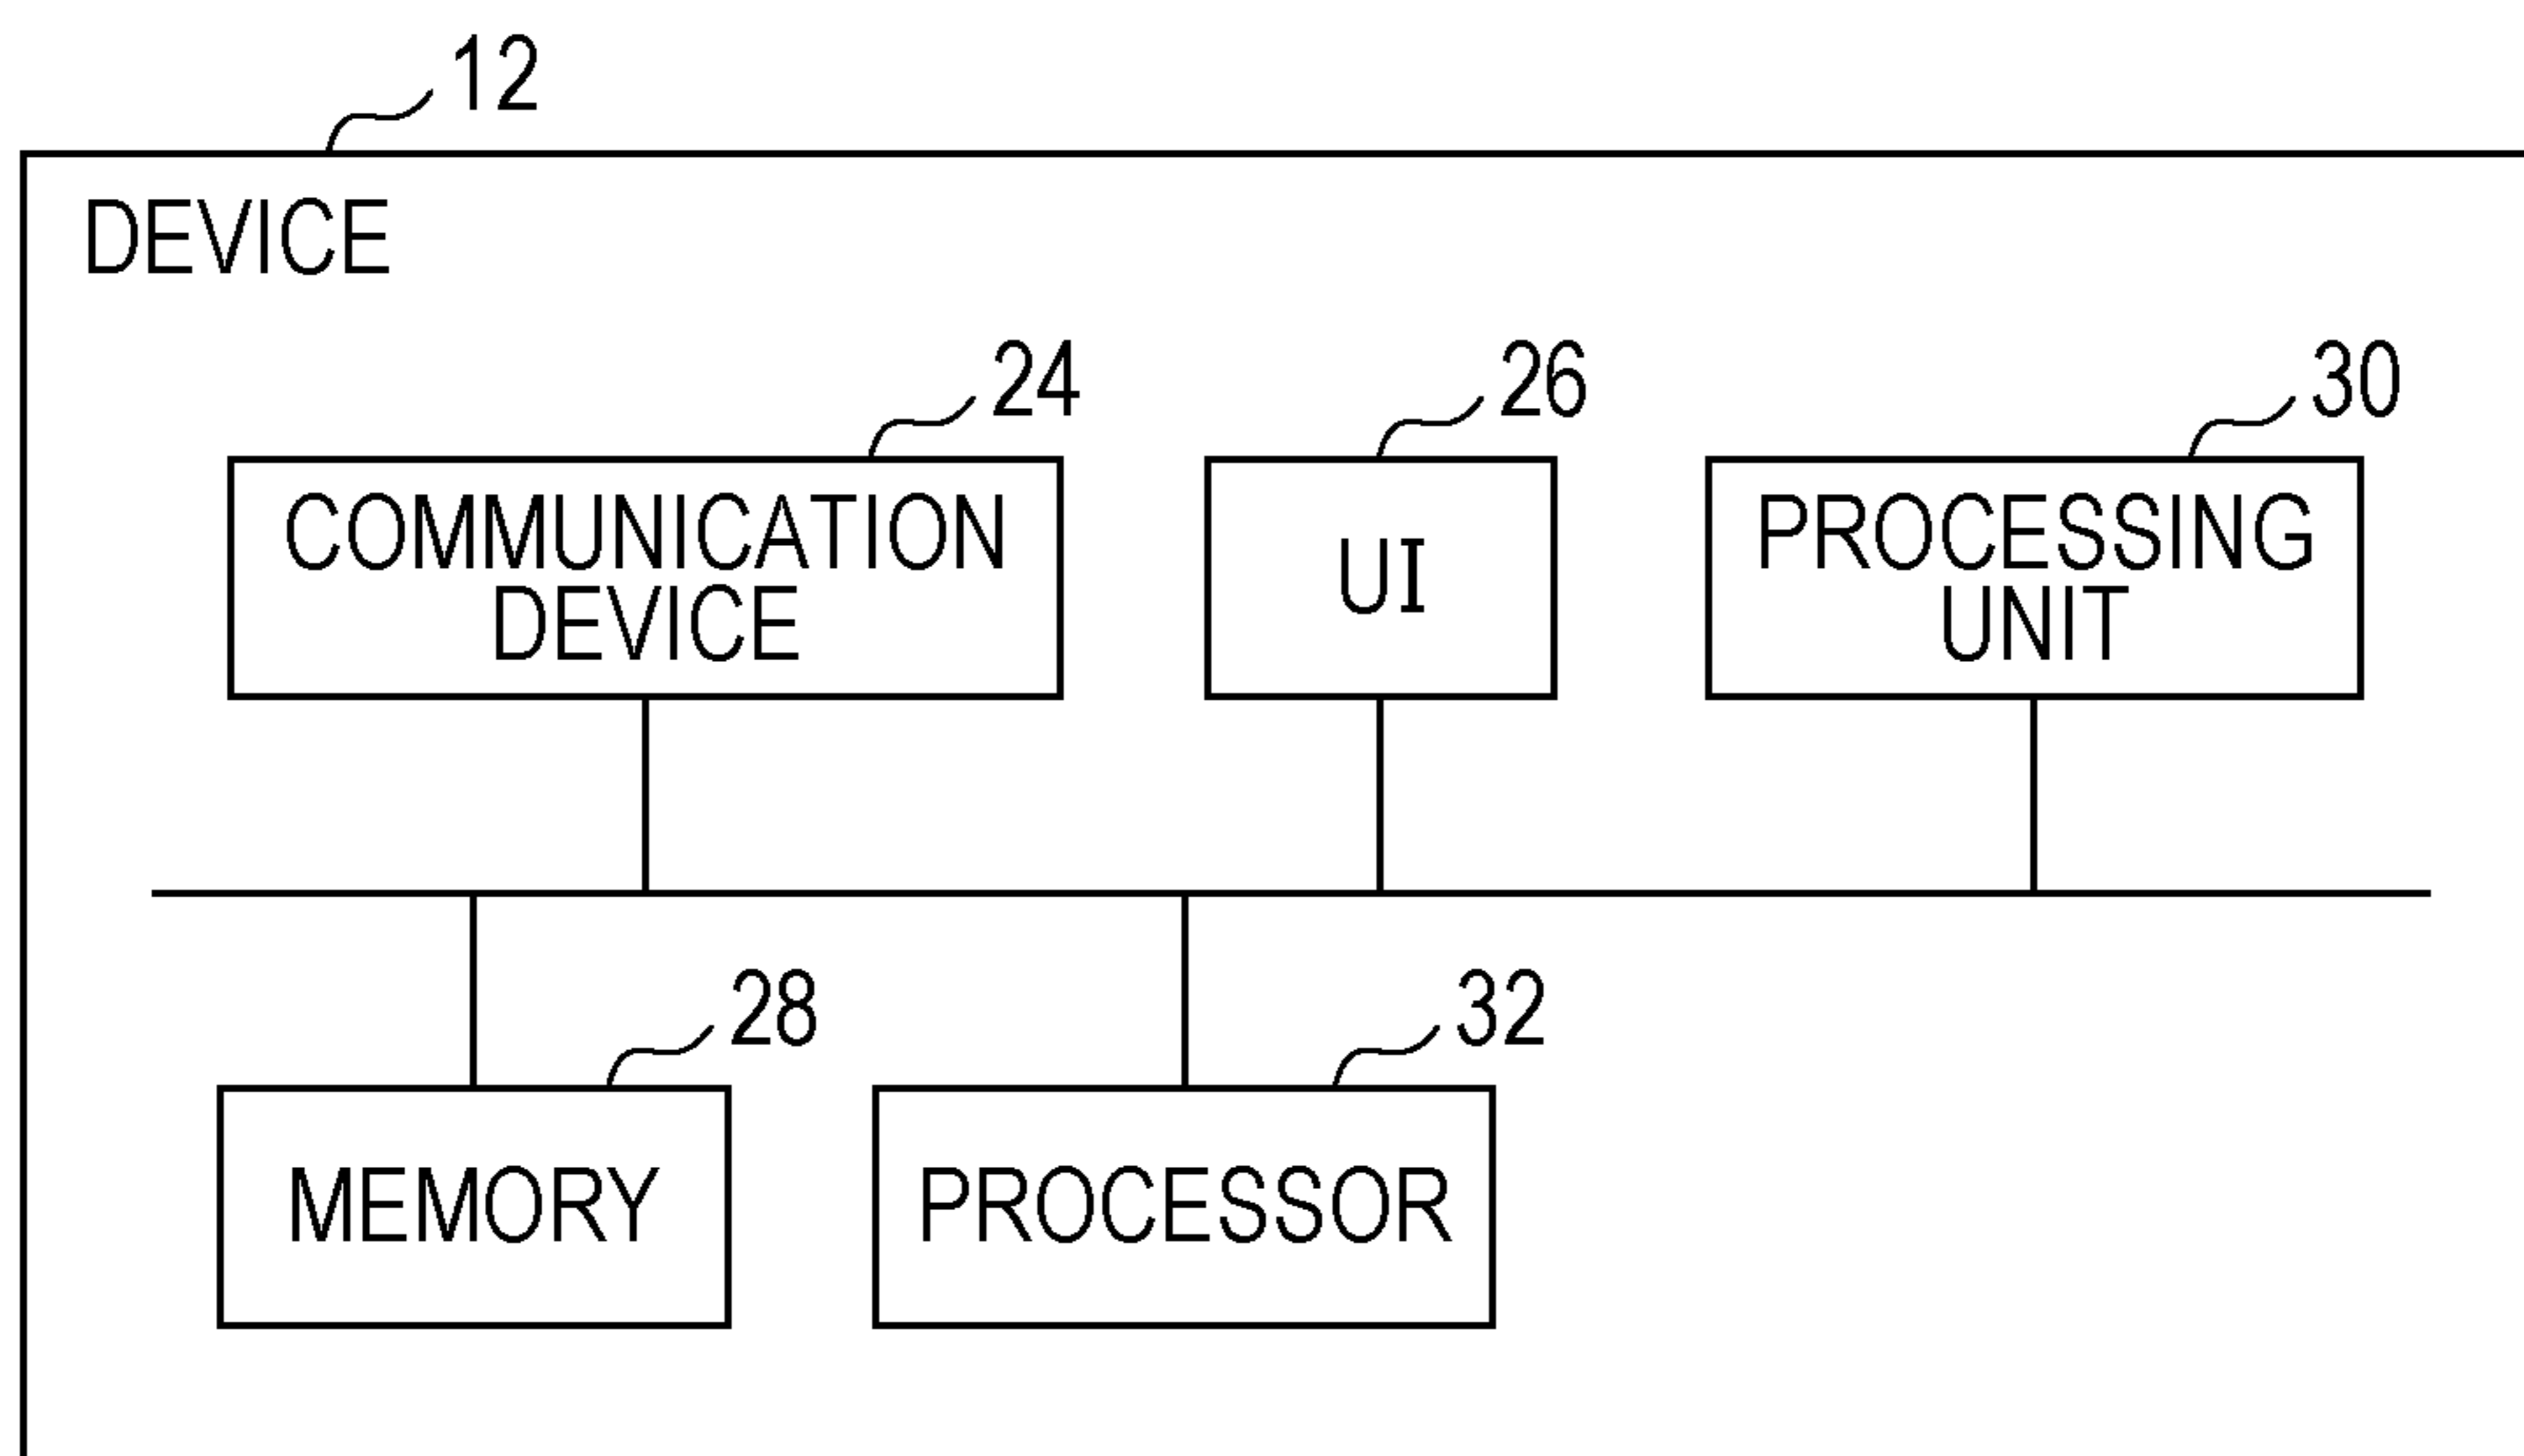 12
DEVICE
24
26
30
COMMUNICATION
DEVICE
UI
PROCESSING
UNIT
28
32
MEMORY
PROCESSOR